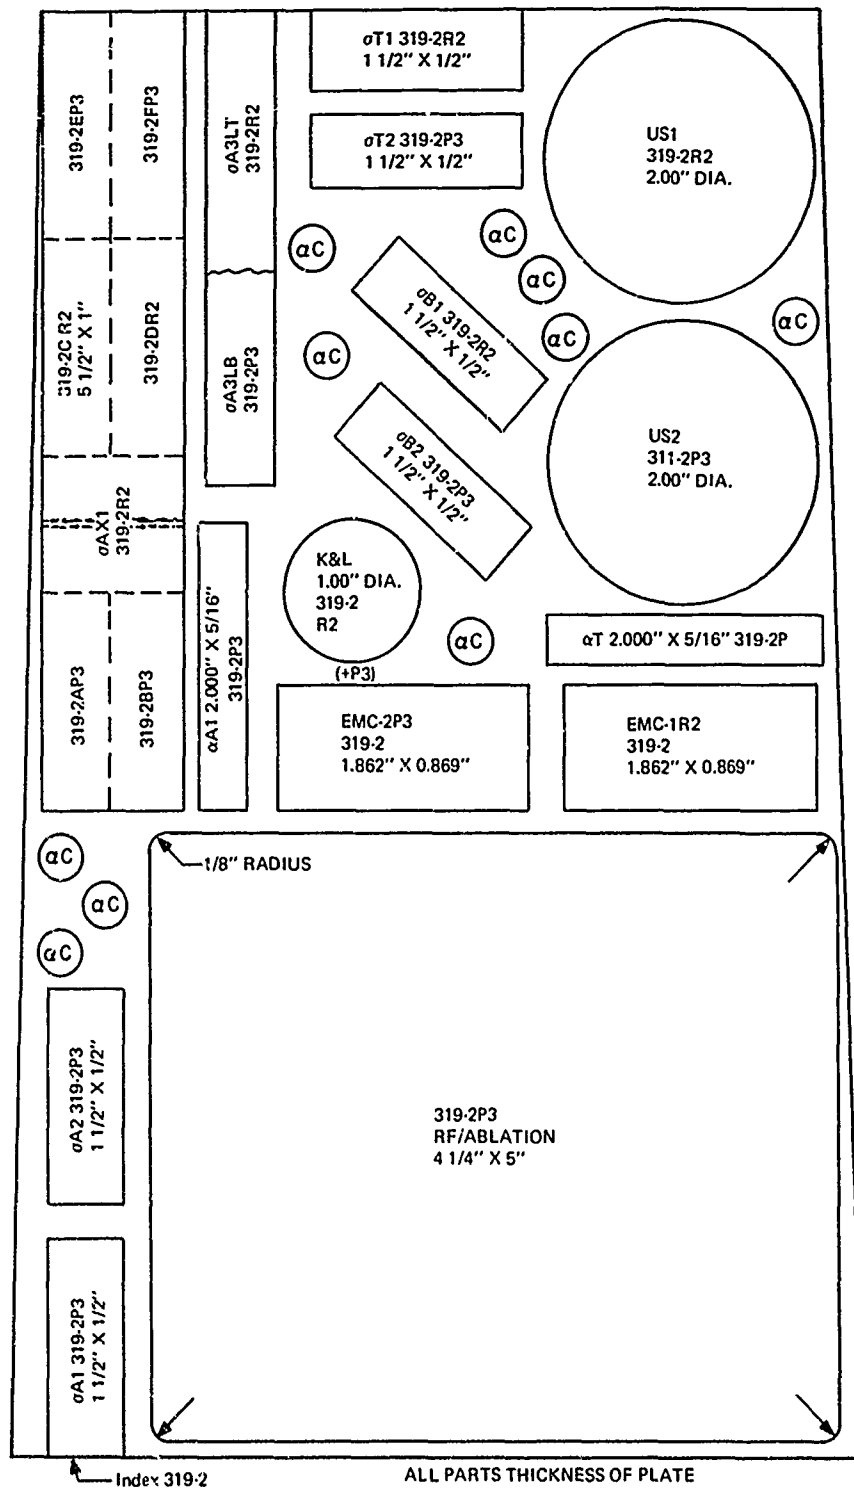 319-2EP3
319-2FP3
319-2C R2
5 1/2" X 1"
319-2DR2
σAX1
319-2R2
319-2AP3
319-2BP3
σA3LT
319-2R2
σA3LB
319-2P3
αA1 2.000" X 5/16"
319-2P3
σT1 319-2R2
1 1/2" X 1/2"
σT2 319-2P3
1 1/2" X 1/2"
US1
319-2R2
2.00" DIA.
αC
αC
αC
αC
αC
αC
σB1 319-2R2
1 1/2" X 1/2"
σB2 319-2P3
1 1/2" X 1/2"
US2
311-2P3
2.00" DIA.
K&L
1.00" DIA.
319-2
R2
(+P3)
αC
αT 2.000" X 5/16" 319-2P
EMC-2P3
319-2
1.862" X 0.869"
EMC-1R2
319-2
1.862" X 0.869"
αC
αC
αC
1/8" RADIUS
σA2 319-2P3
1 1/2" X 1/2"
319-2P3
RF/ABLATION
4 1/4" X 5"
σA1 319-2P3
1 1/2" X 1/2"
Index 319-2
ALL PARTS THICKNESS OF PLATE